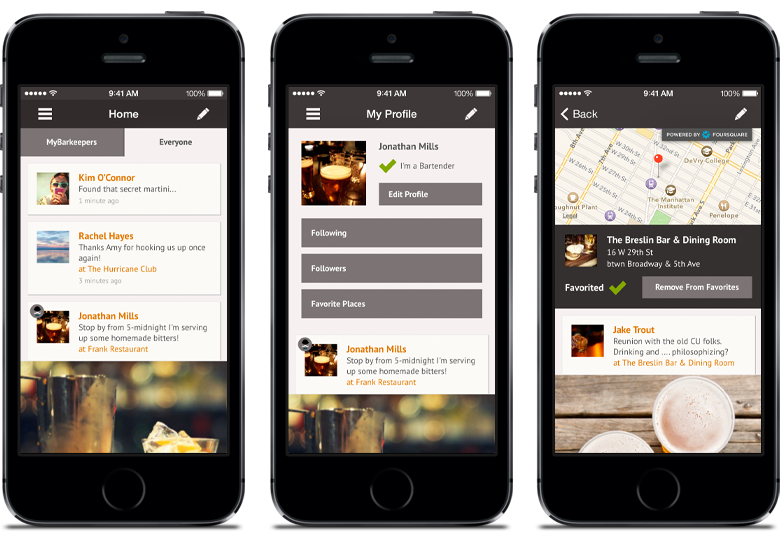 9:41 AM 100%
Home
MyBarkeepers Everyone
Kim O'Connor
Found that secret martini...
1 minute ago
Rachel Hayes
Thanks Amy for hooking us up once
again!
at The Hurricane Club
3 minutes ago
Jonathan Mills
Stop by from 5-midnight I'm serving
up some homemade bitters!
at Frank Restaurant
9:41 AM 100%
My Profile
Jonathan Mills
I'm a Bartender
Edit Profile
Following
Followers
Favorite Places
Jonathan Mills
Stop by from 5-midnight I'm serving
up some homemade bitters!
at Frank Restaurant
9:41 AM 100%
Back
POWERED BY FOURSQUARE
W 32nd St
W 30th St
DeVry College
W 27th St
W 29th St
The Manhattan
Institute
aughnut Plant
Legal
W 25th St
W 26th St
Penelope
The Breslin Bar & Dining Room
16 W 29th St
btwn Broadway & 5th Ave
Favorited Remove From Favorites
Jake Trout
Reunion with the old CU folks.
Drinking and .... philosophizing?
at The Breslin Bar & Dining Room